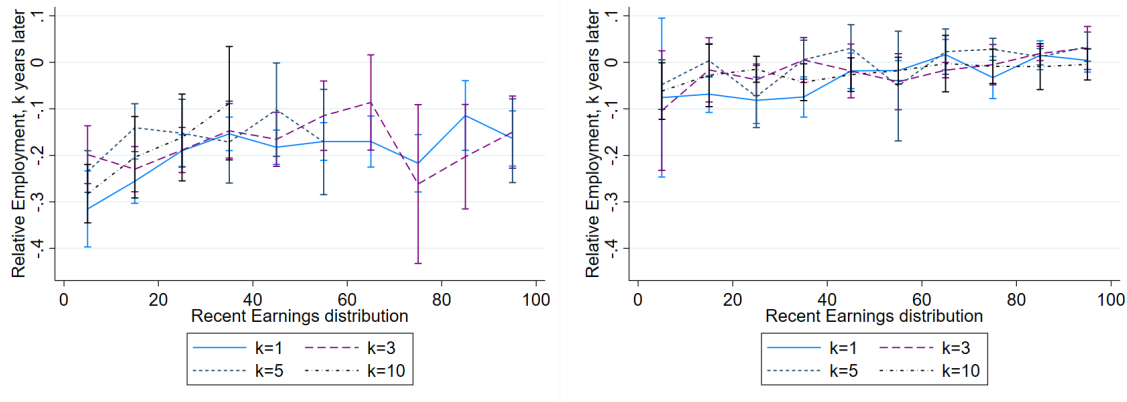 Relative Employment, k years later
.1
0
-.1
-.2
-.3
-.4
0 20 40 60 80 100
Recent Earnings distribution
k=1 k=3
k=5 k=10
Relative Employment, k years later
.1
0
-.1
-.2
-.3
-.4
0 20 40 60 80 100
Recent Earnings distribution
k=1 k=3
k=5 k=10